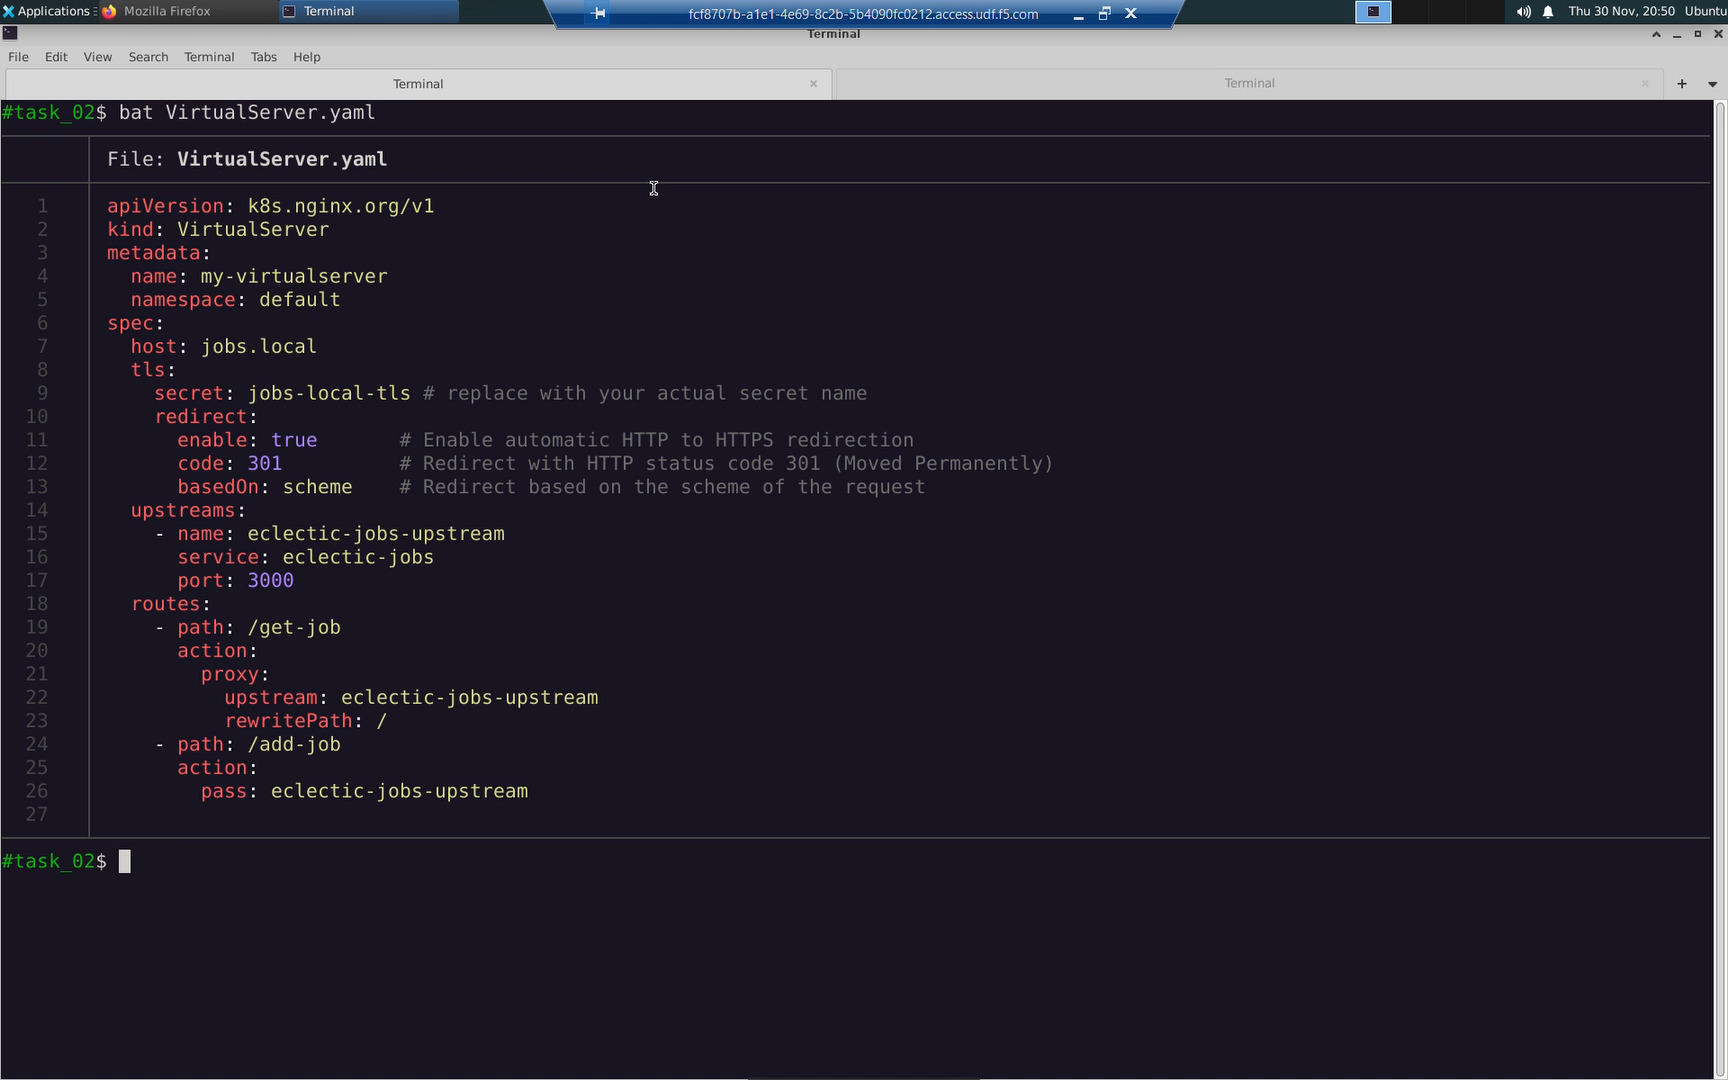 Applications Mozilla Firefox Terminal fcf8707b-a1e1-4e69-8c2b-5b4090fc0212.access.udf.f5.com Thu 30 Nov, 20:50 Ubuntu
Terminal
File Edit View Search Terminal Tabs Help
Terminal Terminal
#task_02$ bat VirtualServer.yaml
File: VirtualServer.yaml
1 apiVersion: k8s.nginx.org/v1
2 kind: VirtualServer
3 metadata:
4   name: my-virtualserver
5   namespace: default
6 spec:
7   host: jobs.local
8   tls:
9     secret: jobs-local-tls # replace with your actual secret name
10     redirect:
11       enable: true       # Enable automatic HTTP to HTTPS redirection
12       code: 301          # Redirect with HTTP status code 301 (Moved Permanently)
13       basedOn: scheme    # Redirect based on the scheme of the request
14   upstreams:
15     - name: eclectic-jobs-upstream
16       service: eclectic-jobs
17       port: 3000
18   routes:
19     - path: /get-job
20       action:
21         proxy:
22           upstream: eclectic-jobs-upstream
23           rewritePath: /
24     - path: /add-job
25       action:
26         pass: eclectic-jobs-upstream
27
#task_02$